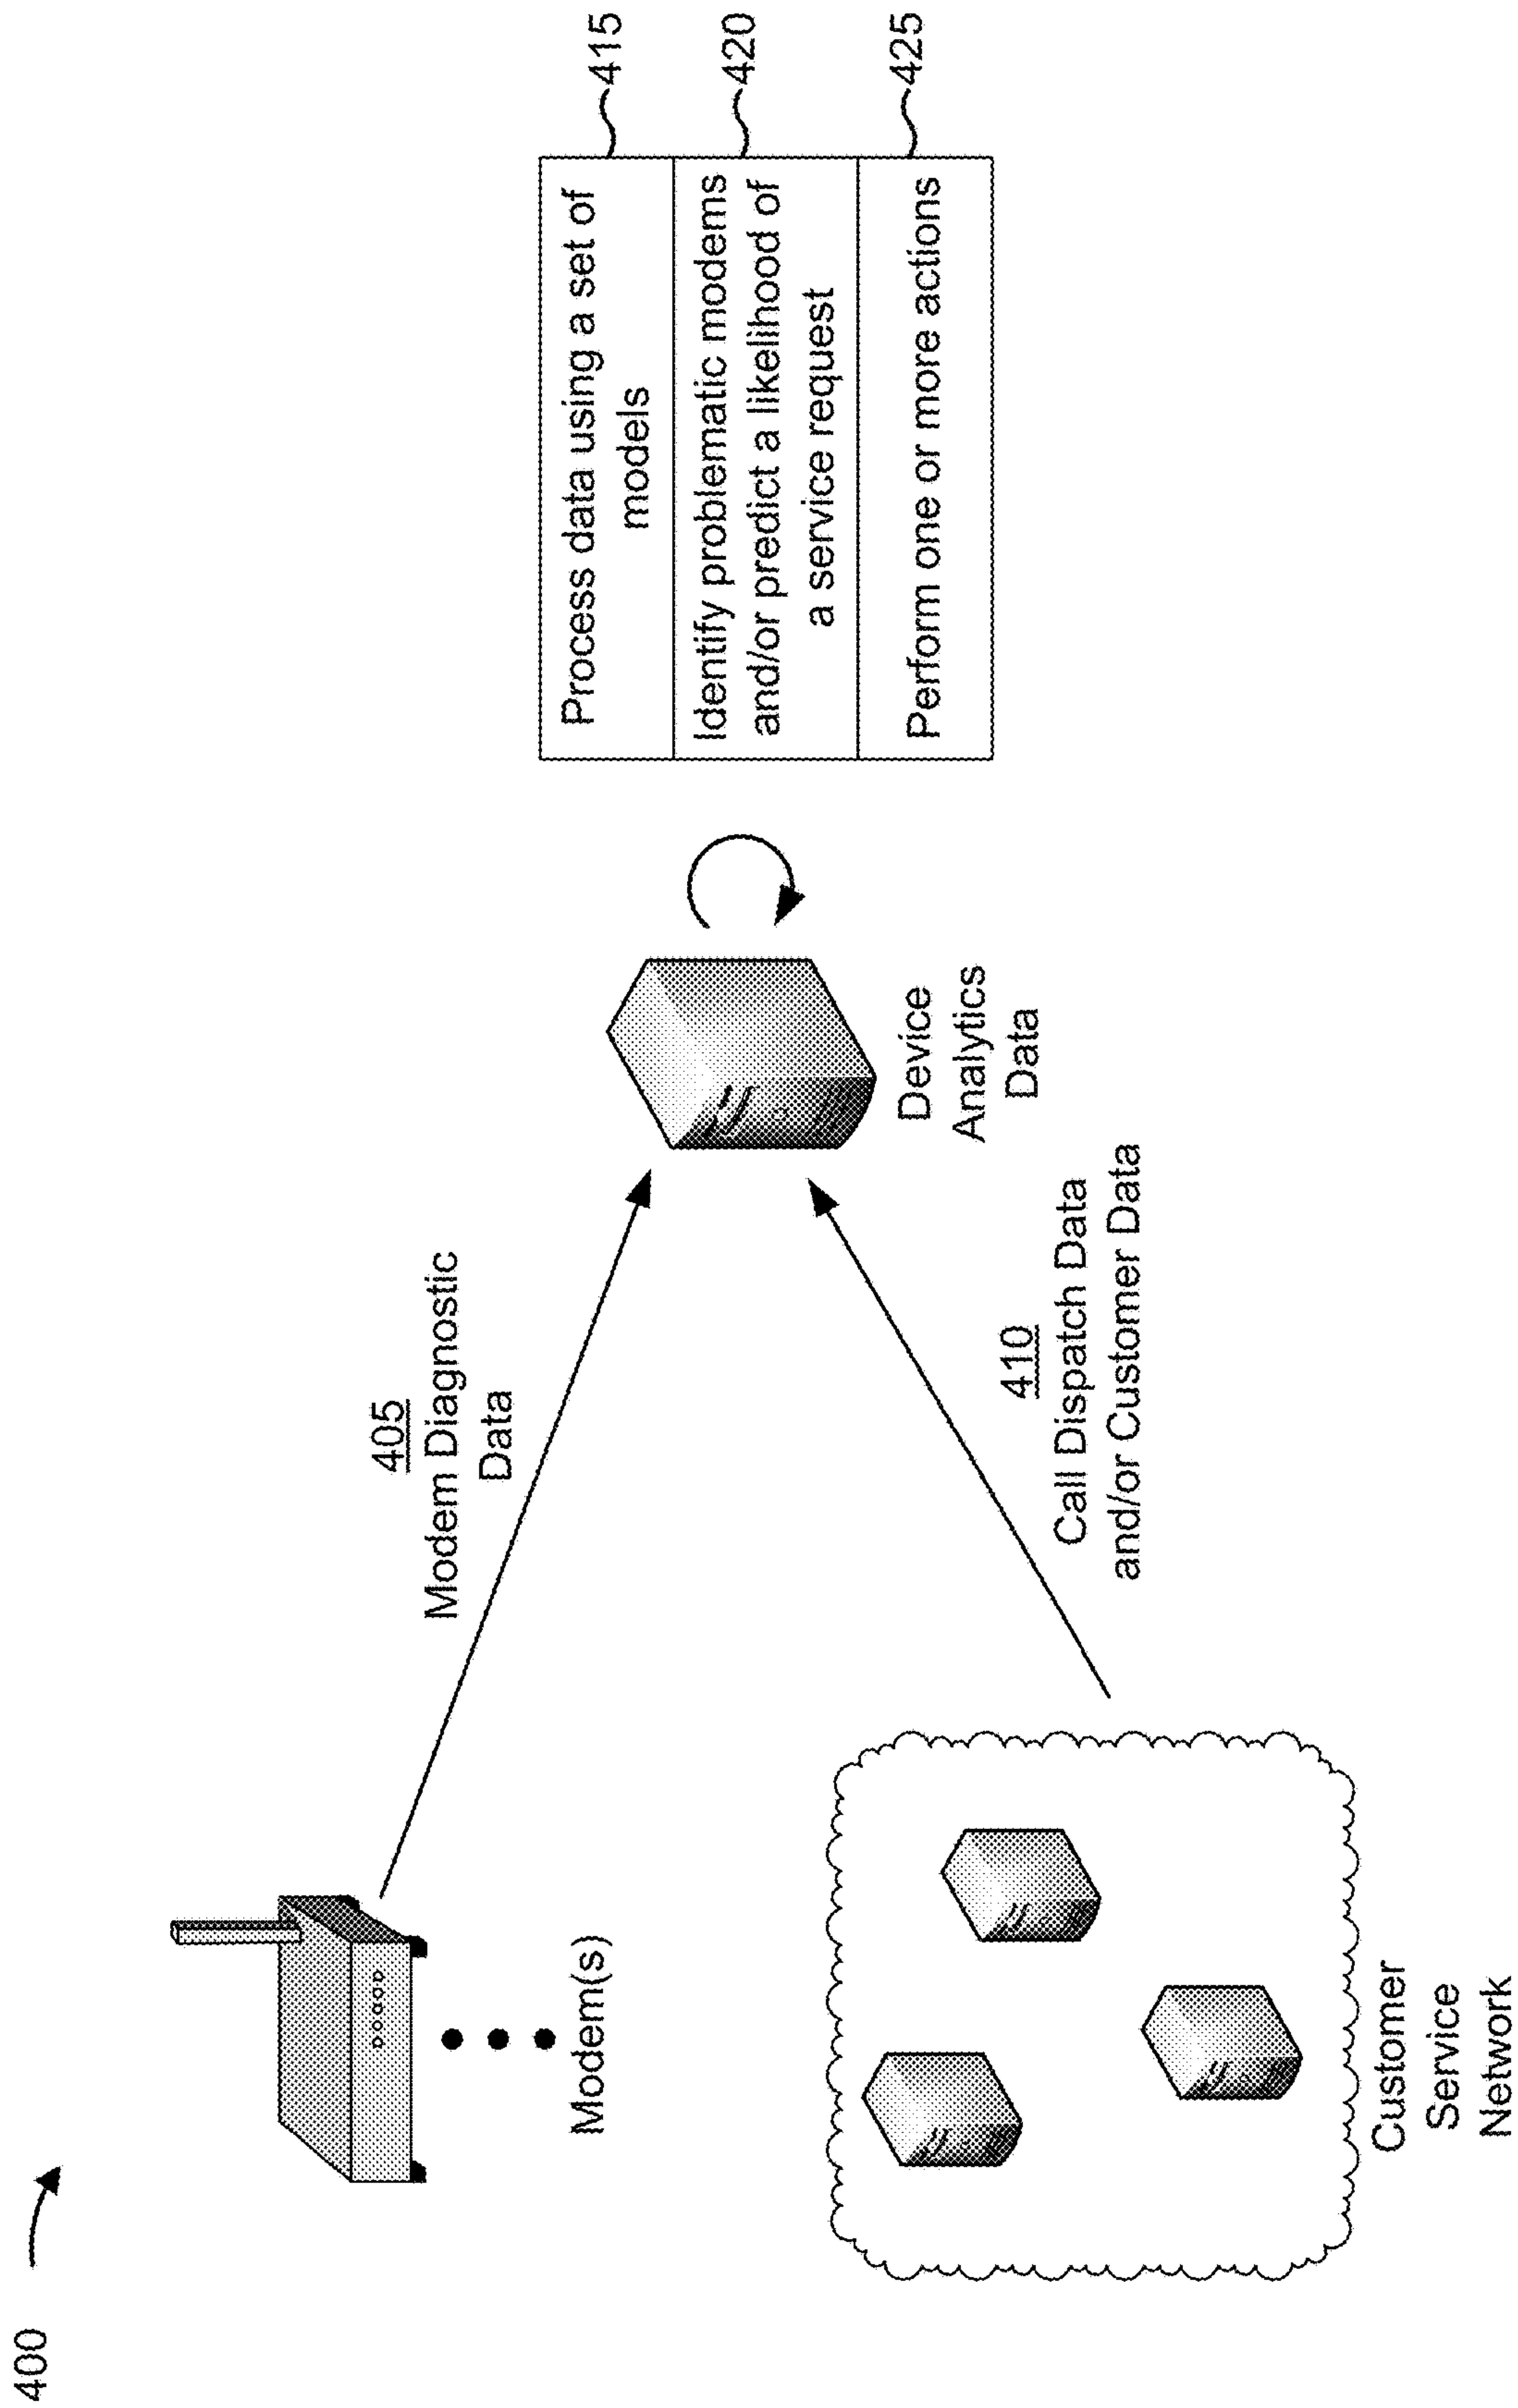 400
Modem(s)
405
Modem Diagnostic
Data
Customer
Service
Network
410
Call Dispatch Data
and/or Customer Data
Device
Analytics
Data
Process data using a set of
models
415
Identify problematic modems
and/or predict a likelihood of
a service request
420
Perform one or more actions
425